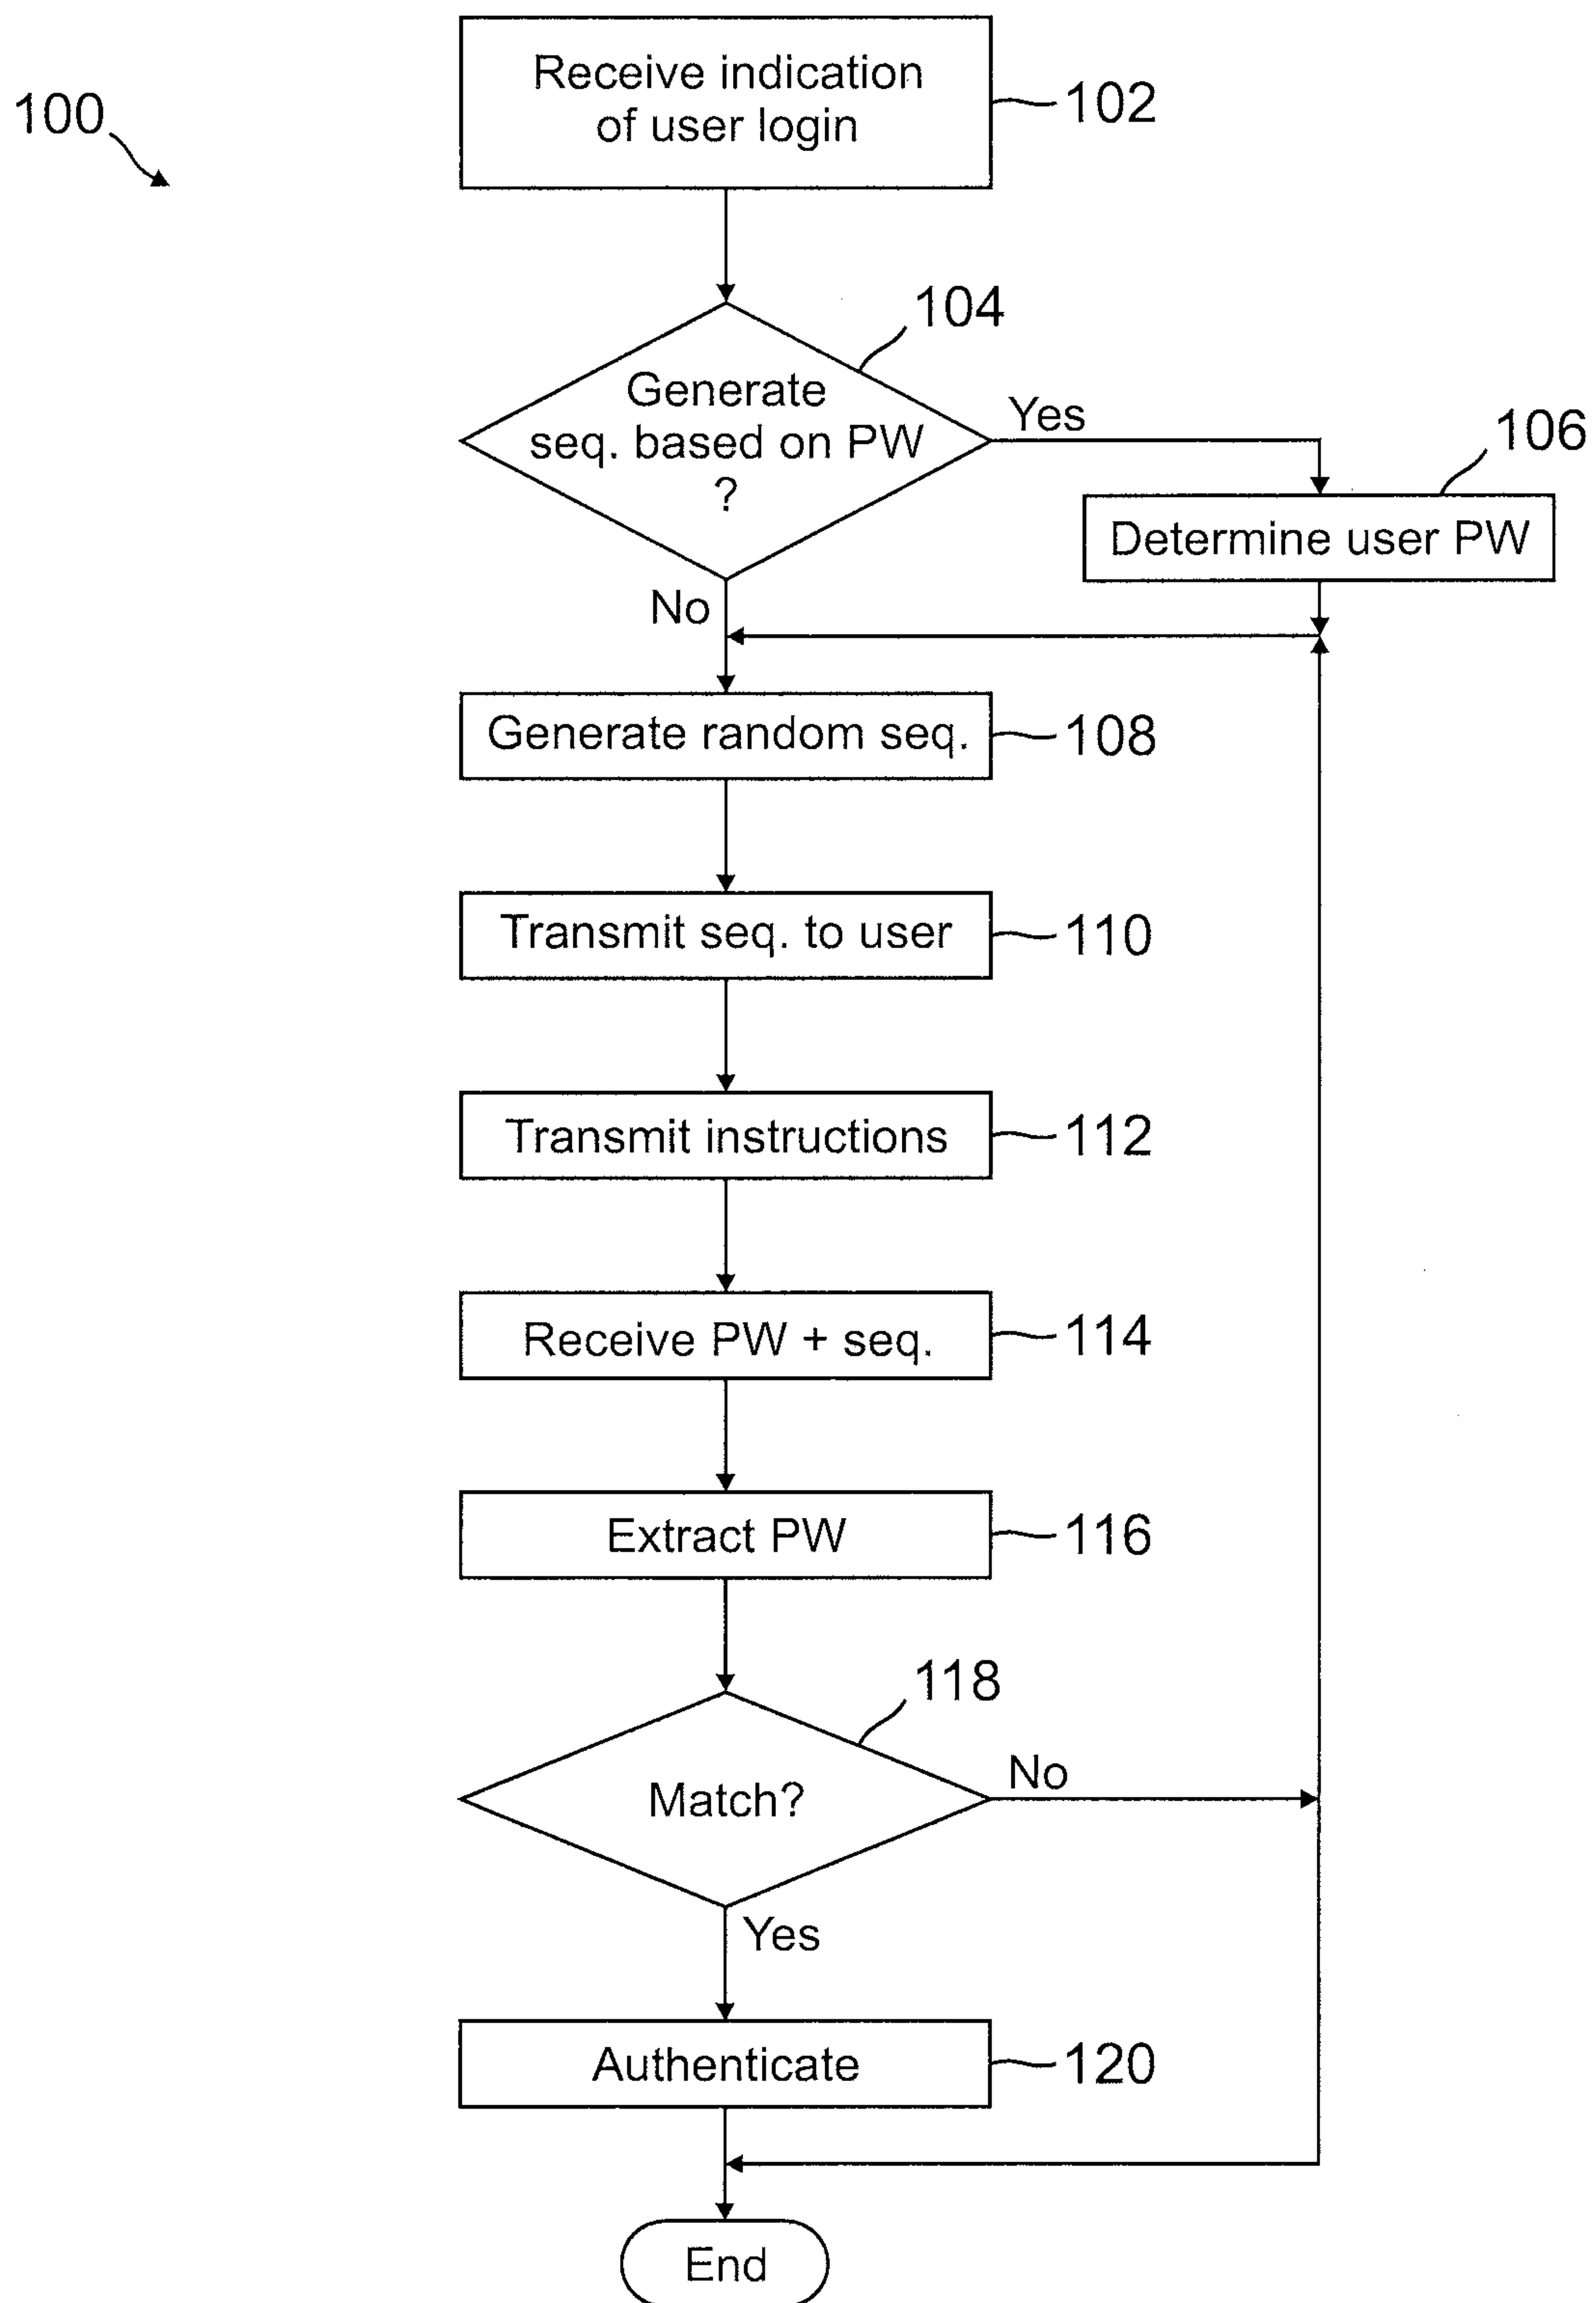 100
Receive indication
of user login
102
104
Generate
seq. based on PW
?
Yes
106
Determine user PW
No
Generate random seq.
108
Transmit seq. to user
110
Transmit instructions
112
Receive PW + seq.
114
Extract PW
116
118
Match?
No
Yes
Authenticate
120
End